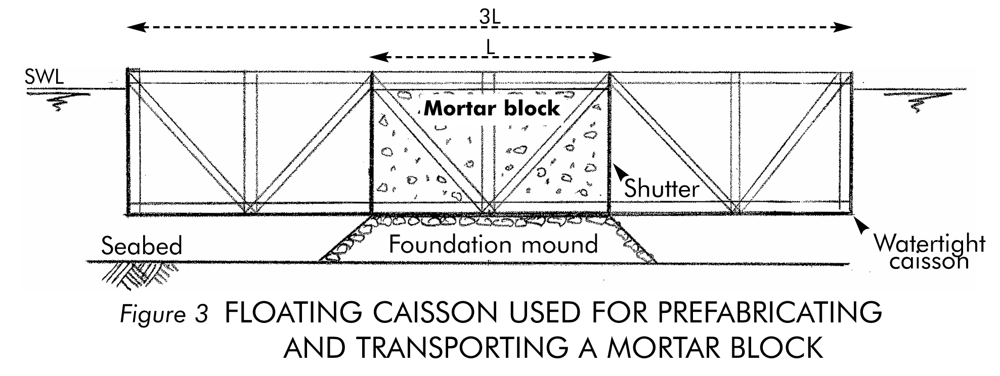 3L
L
SWL
Mortar block
Shutter
Seabed
Foundation mound
Watertight
caisson
Figure 3 FLOATING CAISSON USED FOR PREFABRICATING
AND TRANSPORTING A MORTAR BLOCK